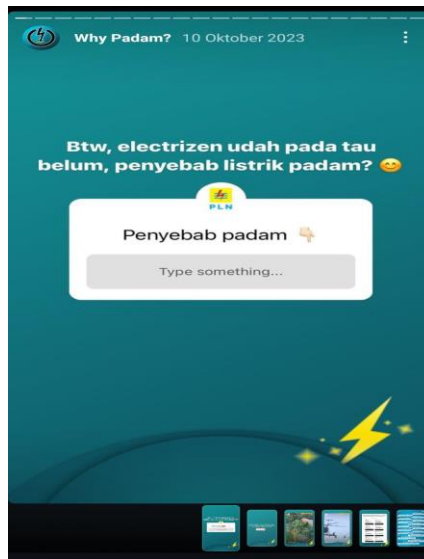 Why Padam? 10 Oktober 2023
Btw, electrizen udah pada tau
belum, penyebab listrik padam? 😊
PLN
Penyebab padam 👇🏻
Type something...